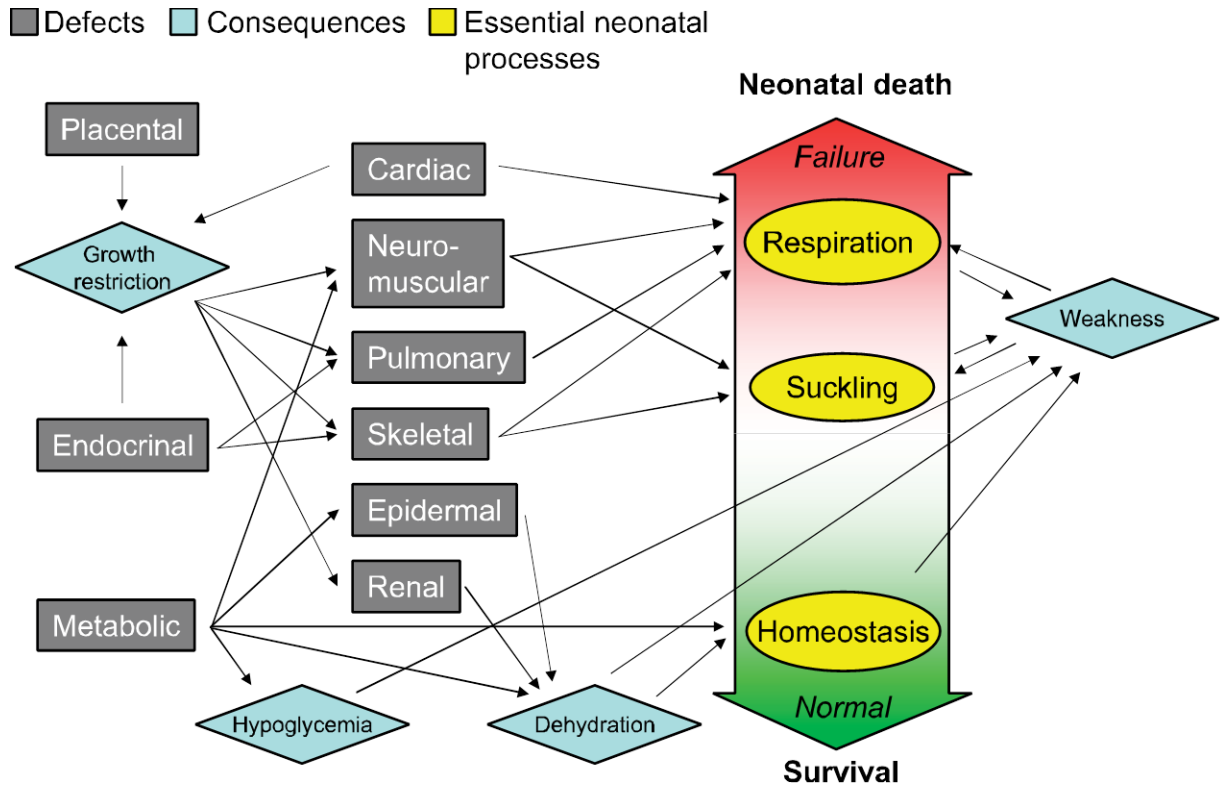 Defects
Consequences
Essential neonatal
processes
Neonatal death
Failure
Placental
Cardiac
Growth
restriction
Neuro-
muscular
Respiration
Pulmonary
Weakness
Suckling
Endocrinal
Skeletal
Epidermal
Renal
Metabolic
Homeostasis
Hypoglycemia
Dehydration
Normal
Survival